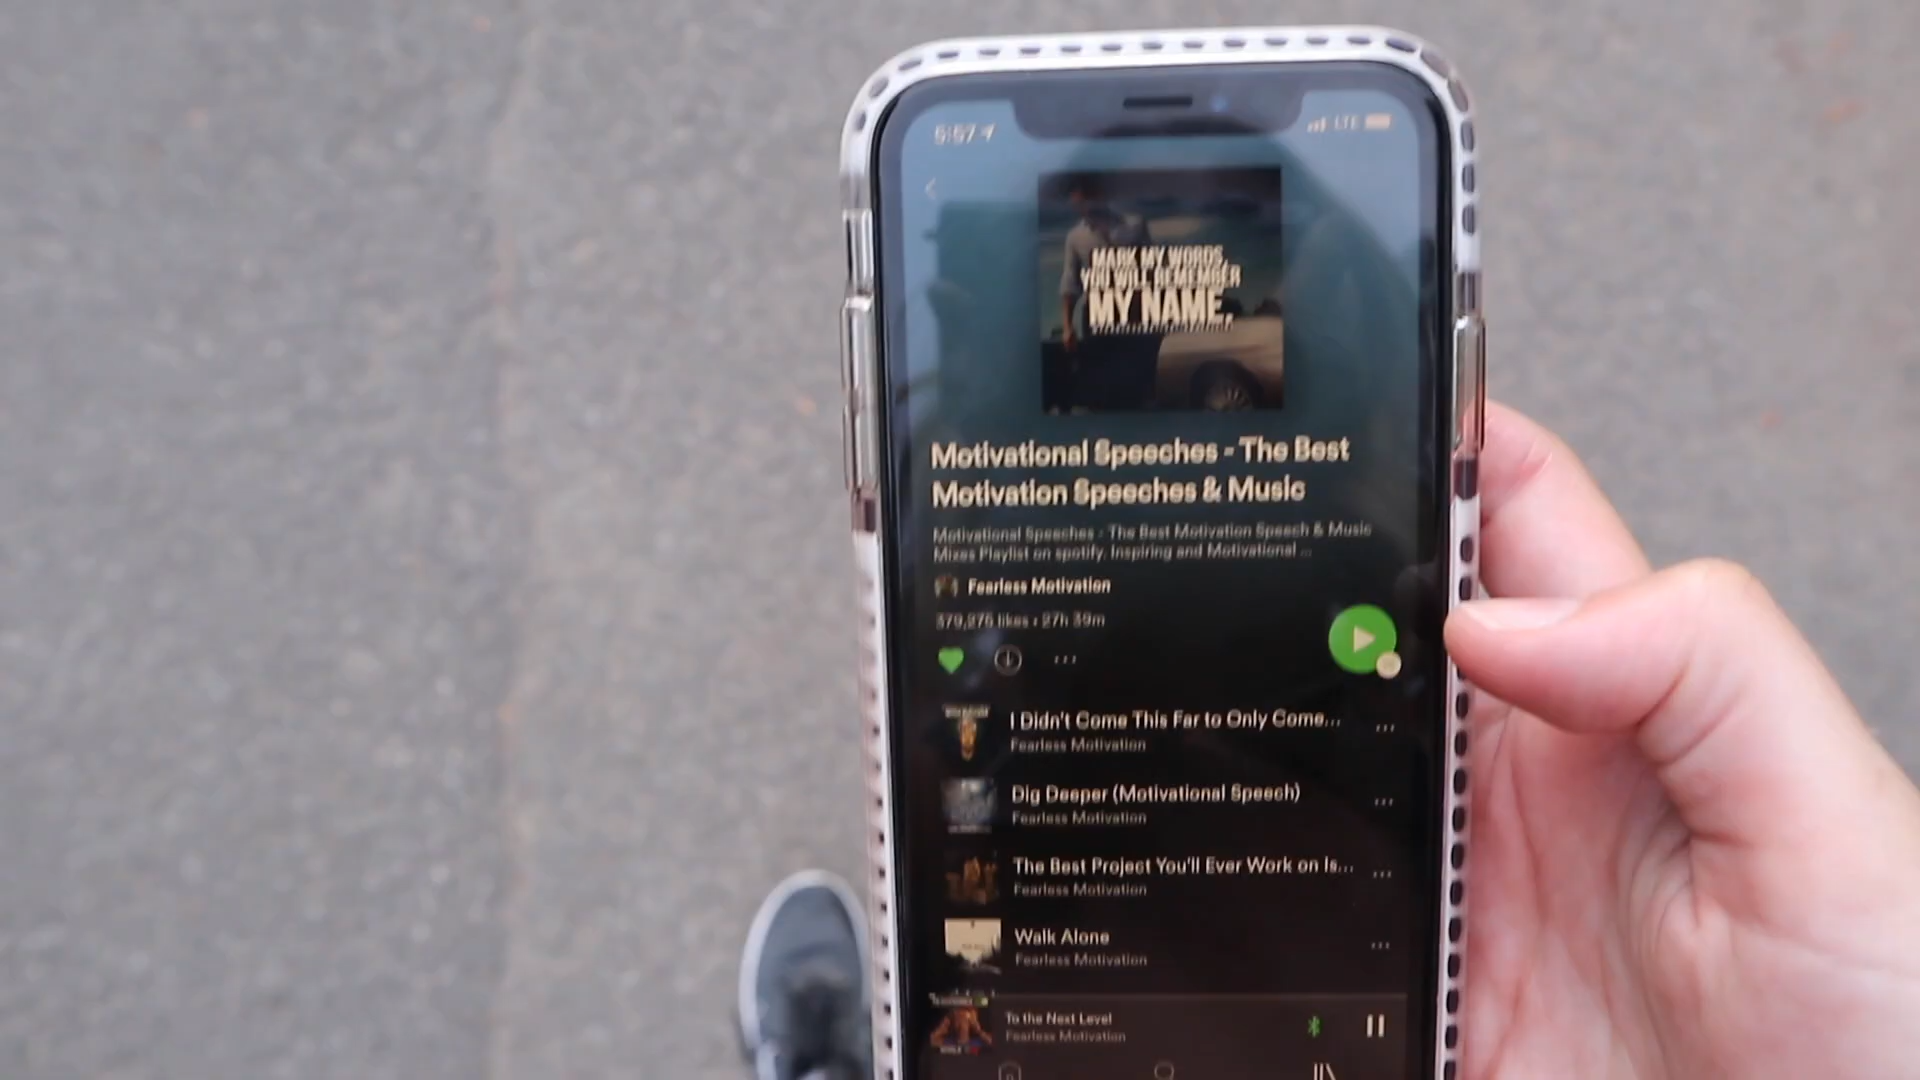 5:57
LTE
MARK MY WORDS,
YOU WILL REMEMBER
MY NAME.
Motivational Speeches - The Best
Motivation Speeches & Music
Motivational Speeches - The Best Motivation Speech & Music
Mixes Playlist on spotify. Inspiring and Motivational ...
Fearless Motivation
379,275 likes • 27h 39m
I Didn't Come This Far to Only Come...
Fearless Motivation
Dig Deeper (Motivational Speech)
Fearless Motivation
The Best Project You'll Ever Work on Is...
Fearless Motivation
Walk Alone
Fearless Motivation
To the Next Level
Fearless Motivation